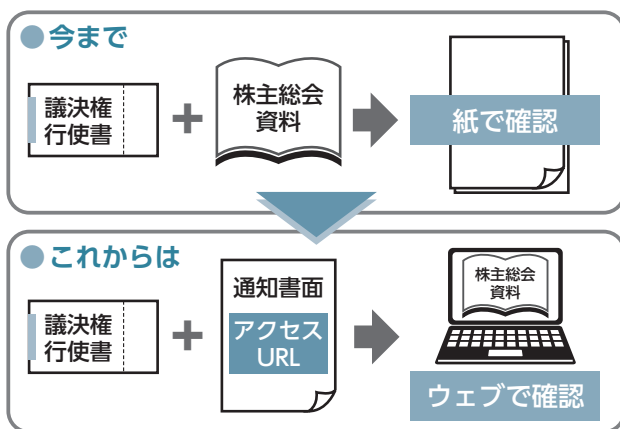 ●今まで
議決権
行使書
+
株主総会
資料
紙で確認
●これからは
議決権
行使書
+
通知書面
アクセス
URL
株主総会
資料
ウェブで確認